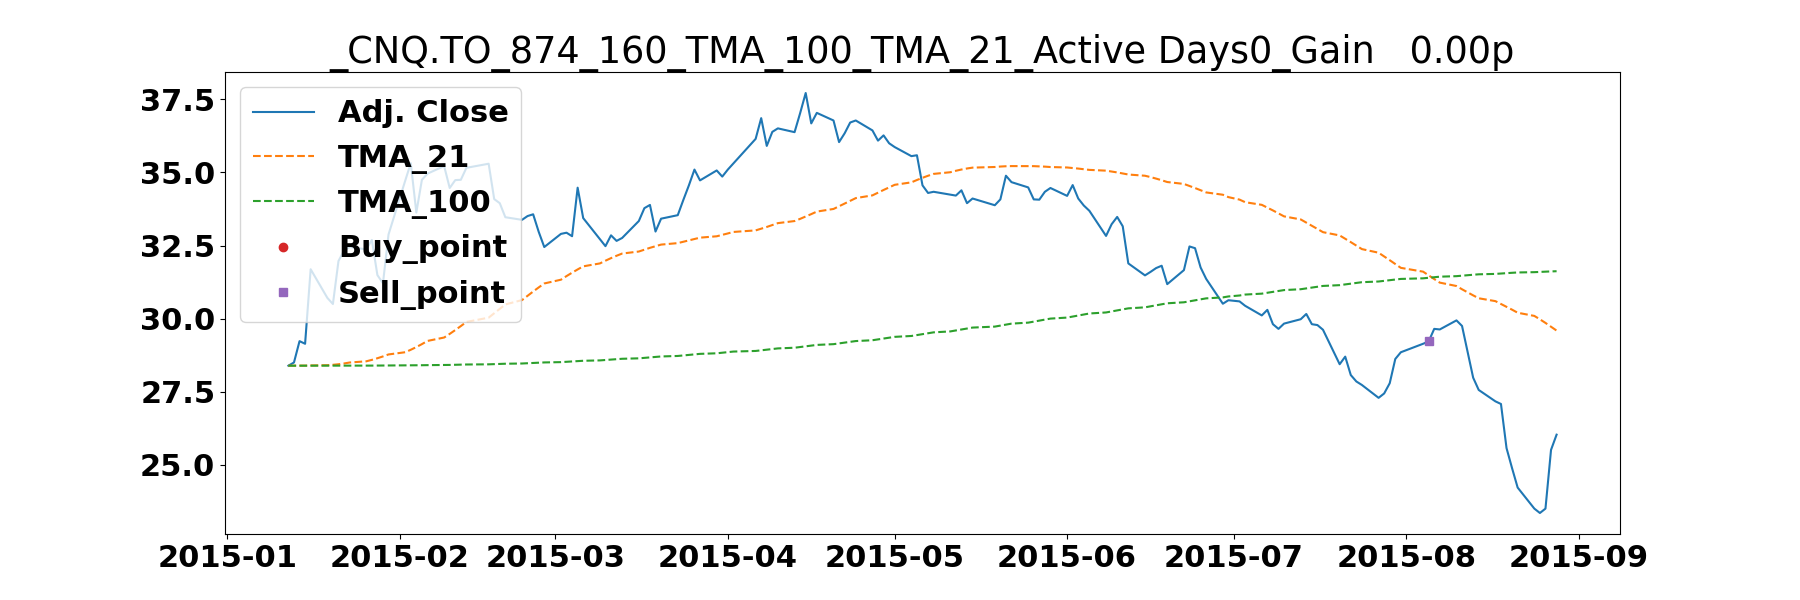 _CNQ.TO_874_160_TMA_100_TMA_21_Active Days0_Gain   0.00p
37.5
35.0
32.5
30.0
27.5
25.0
Adj. Close
TMA_21
TMA_100
Buy_point
Sell_point
2015-01 2015-02 2015-03 2015-04 2015-05 2015-06 2015-07 2015-08 2015-09